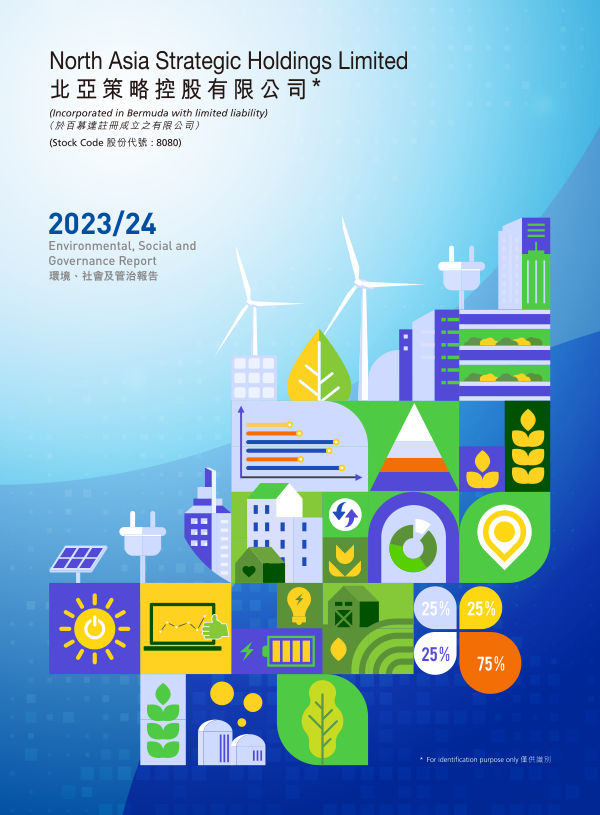 North Asia Strategic Holdings Limited
北亞策略控股有限公司*
(Incorporated in Bermuda with limited liability)
(於百慕達註冊成立之有限公司)
(Stock Code 股份代號 : 8080)
2023/24
Environmental, Social and
Governance Report
環境、社會及管治報告
25% 25%
25% 75%
* For identification purpose only 僅供識別